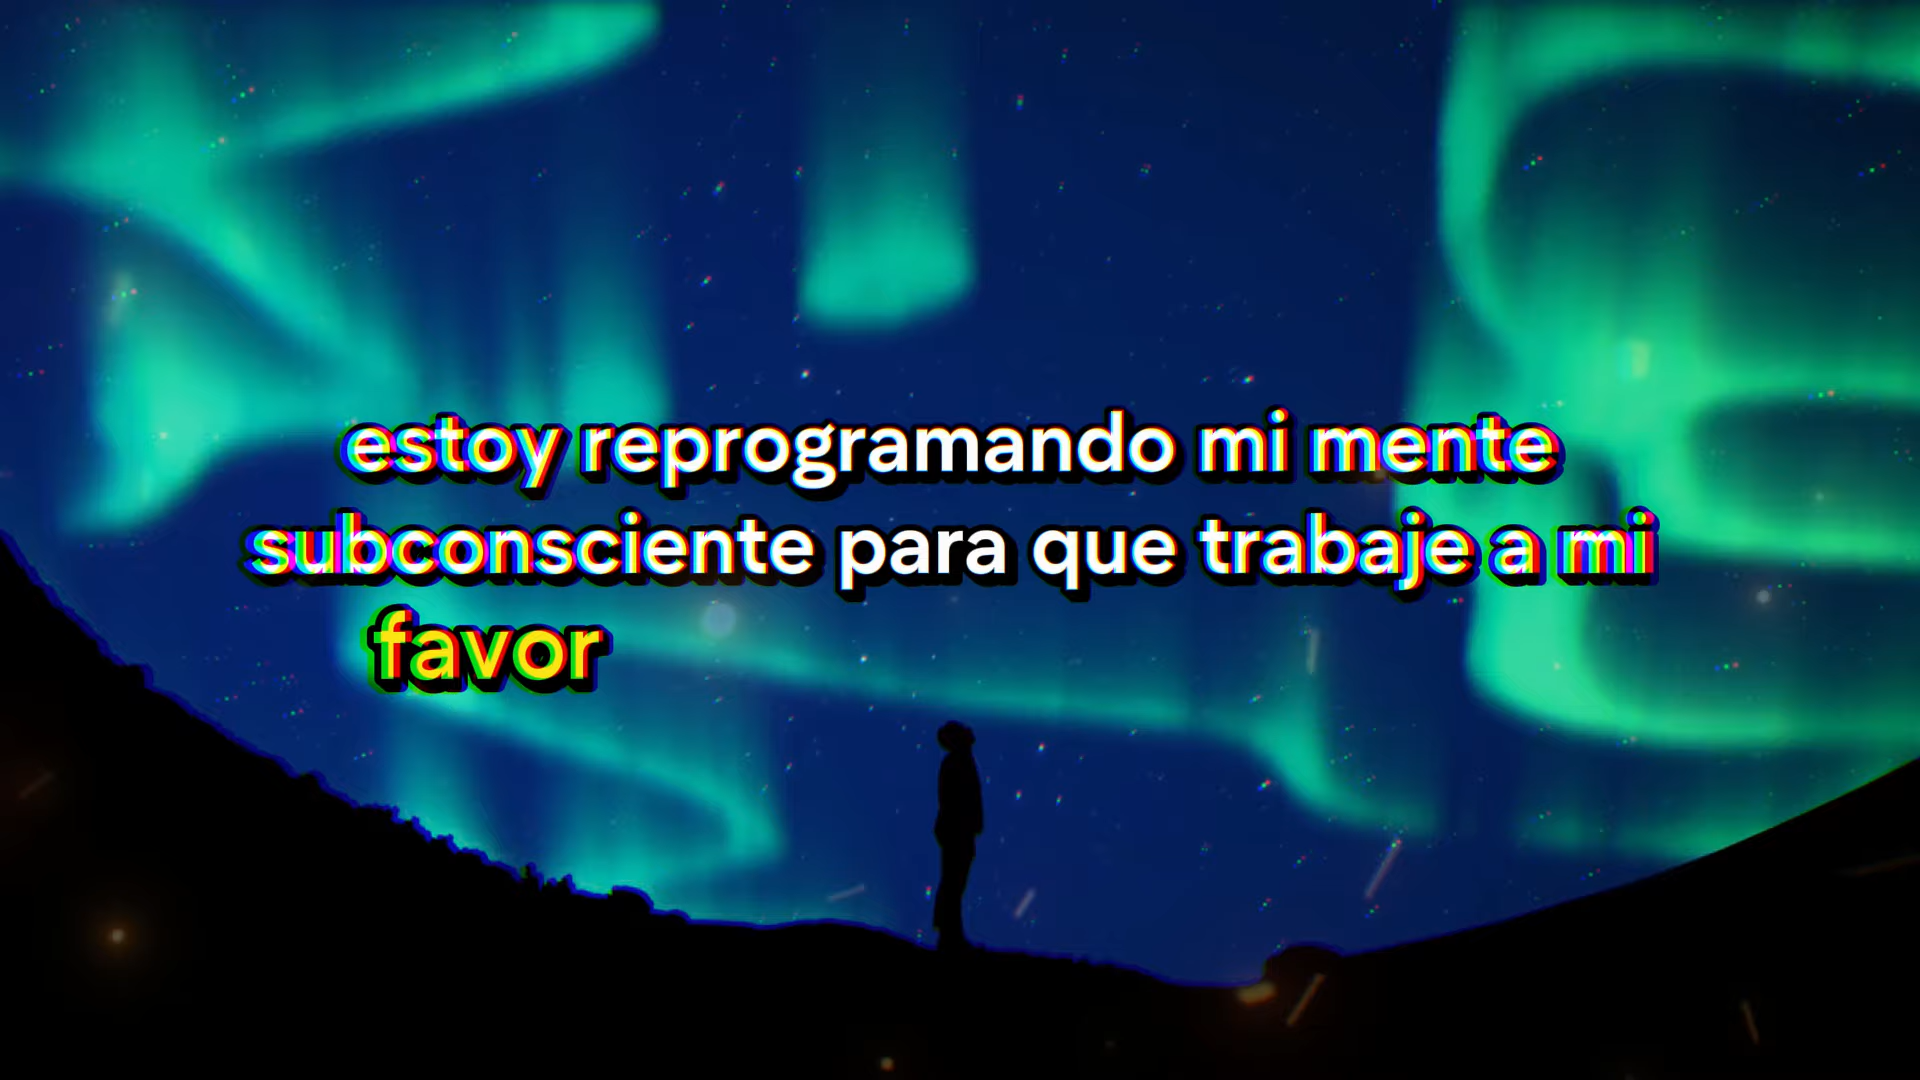 estoy reprogramando mi mente
subconsciente para que trabaje a mi
favor